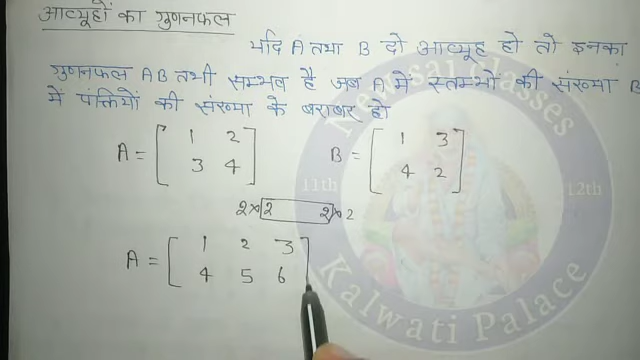 आव्यूहों का गुणनफल
यदि A तथा B दो आव्यूह हो तो इनका
गुणनफल AB तभी सम्भव है जब A में स्तम्भों की संख्या B
में पंक्तियों की संख्या के बराबर हो
A = [ 1 2 B = [ 1 3
3 4 ] 4 2 ]
2×2 2×2
A = [ 1 2 3
4 5 6 ]
11th 12th
Kalwati Palace